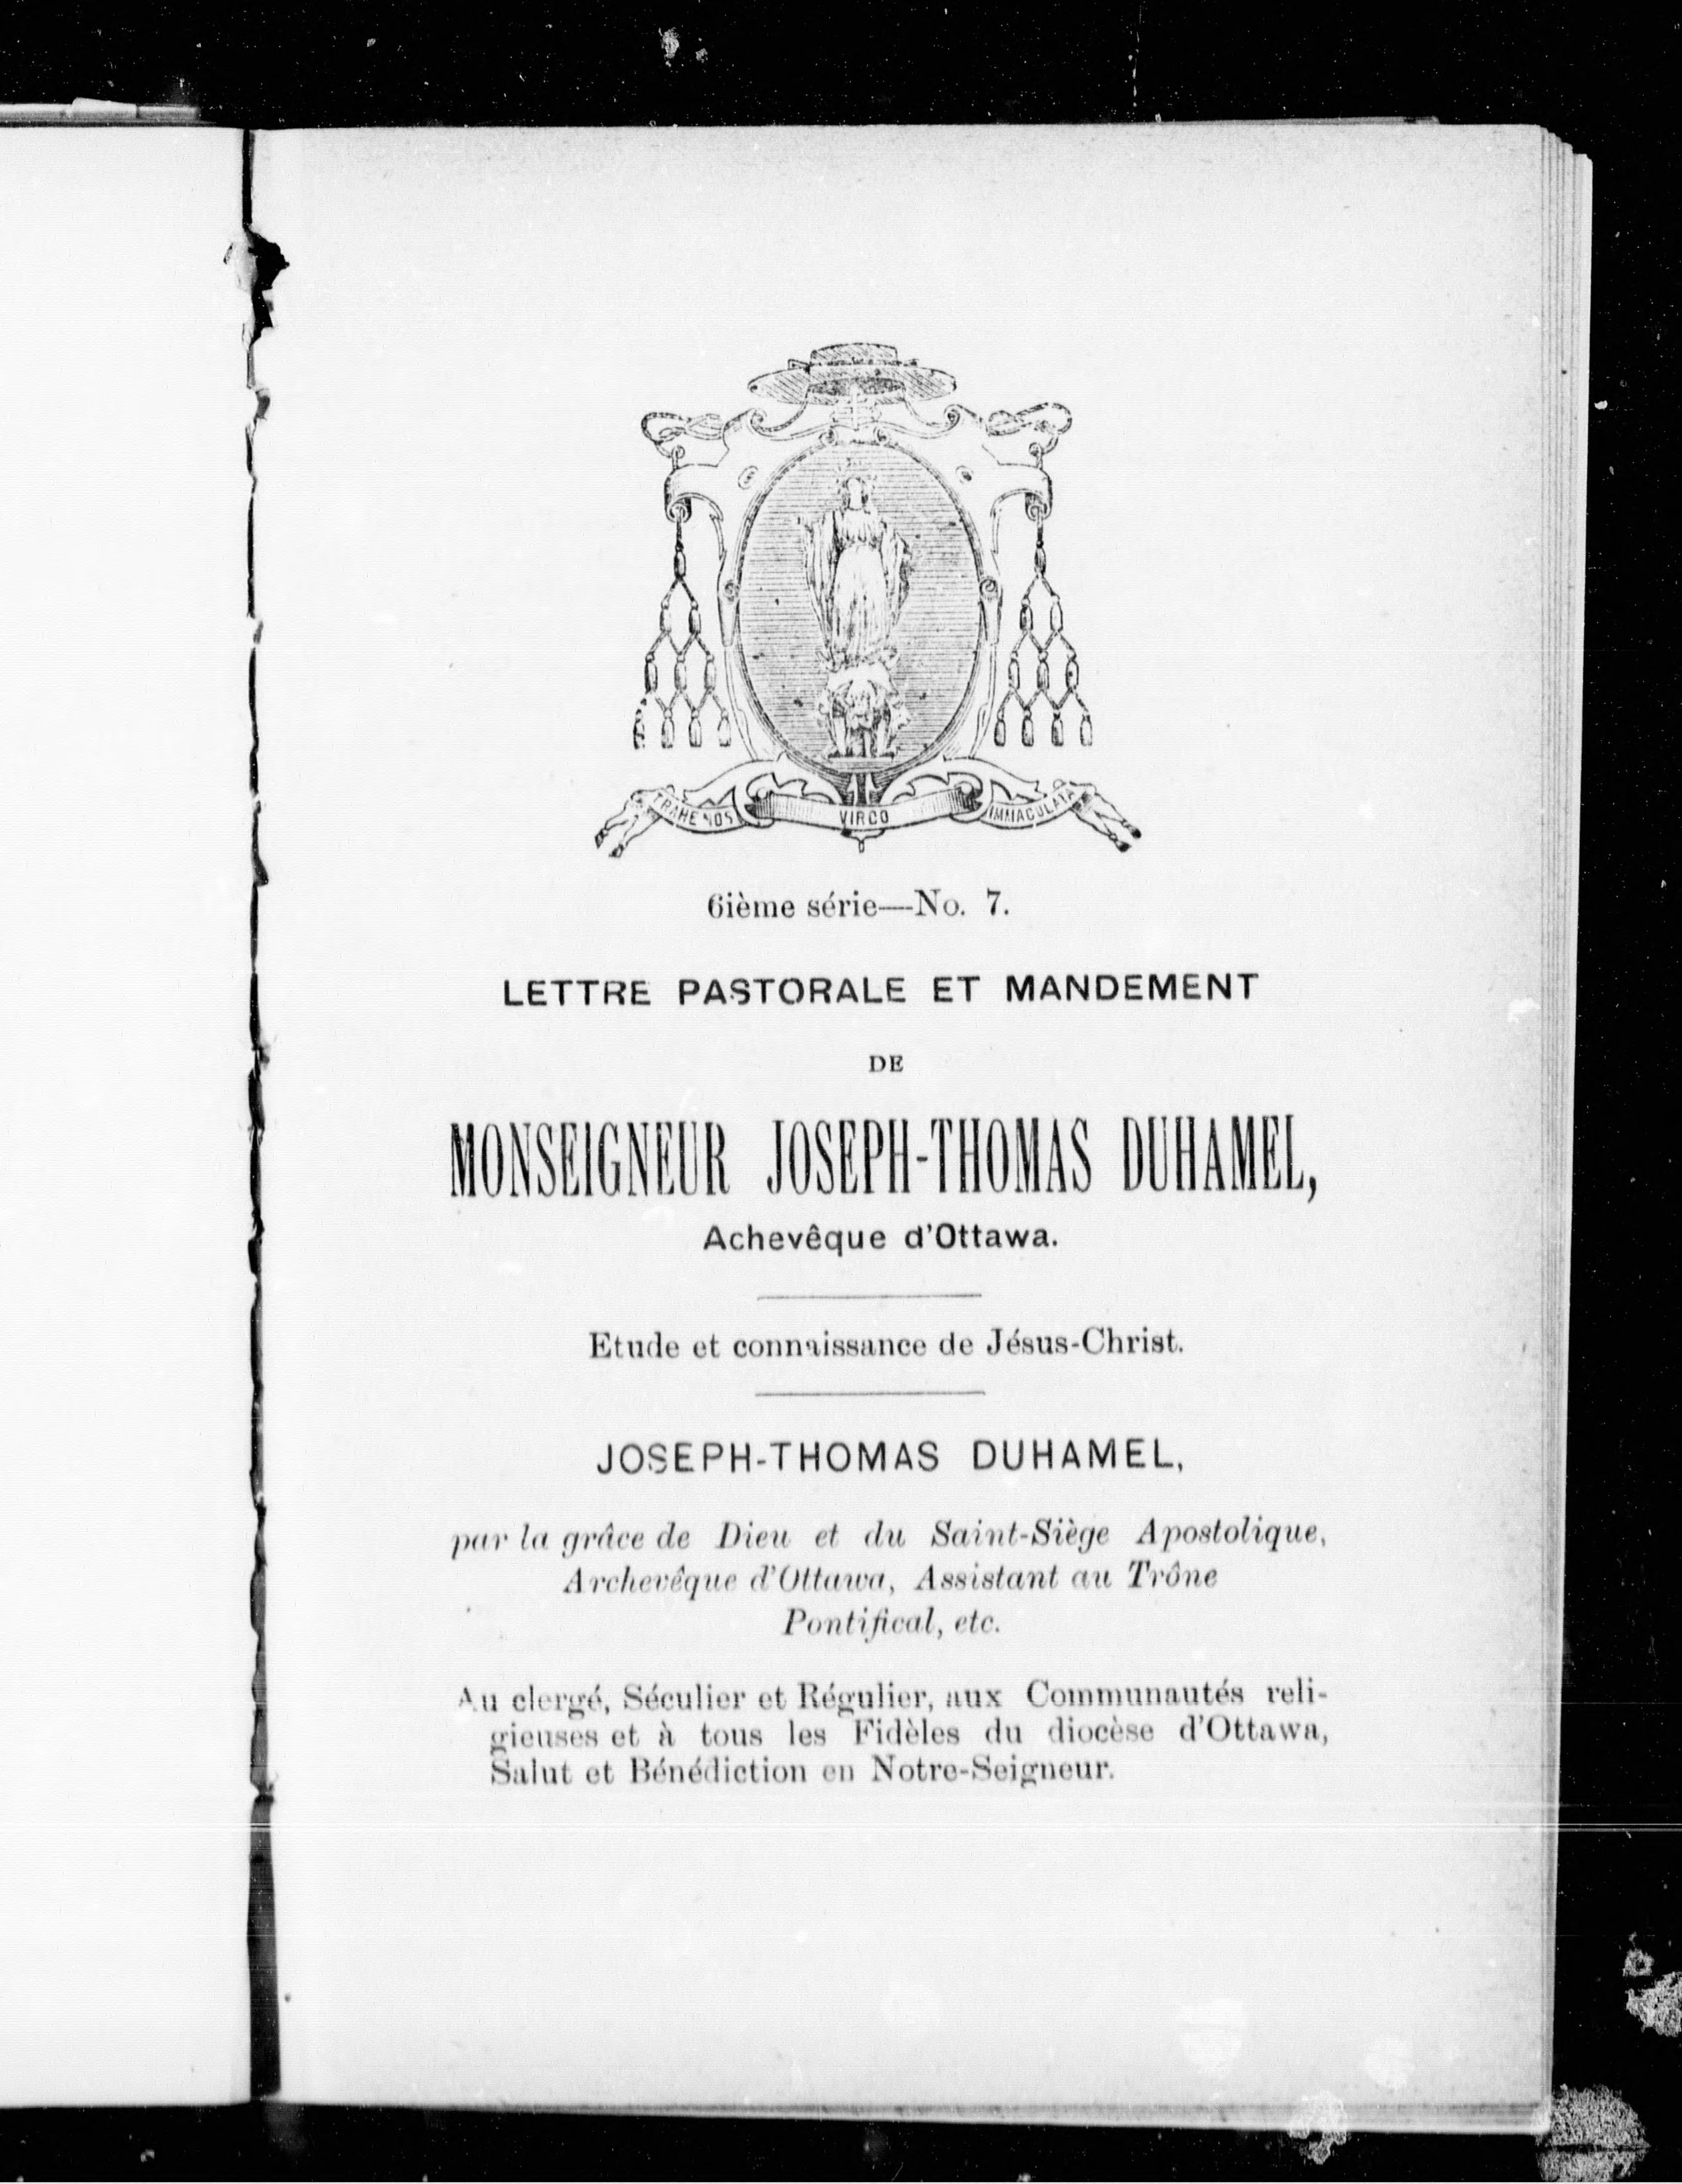 TRAHE NOS VIRGO IMMACULATA
6ième série—No. 7.
LETTRE PASTORALE ET MANDEMENT
DE
MONSEIGNEUR JOSEPH-THOMAS DUHAMEL,
Achevêque d'Ottawa.
Etude et connaissance de Jésus-Christ.
JOSEPH-THOMAS DUHAMEL,
par la grâce de Dieu et du Saint-Siège Apostolique,
Archevêque d'Ottawa, Assistant au Trône
Pontifical, etc.
Au clergé, Séculier et Régulier, aux Communautés reli-
gieuses et à tous les Fidèles du diocèse d'Ottawa,
Salut et Bénédiction en Notre-Seigneur.